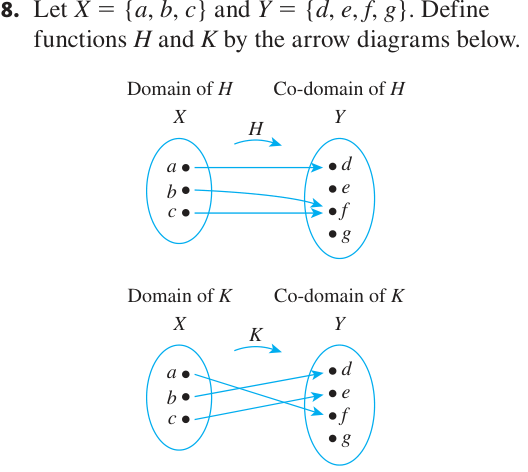 8. Let X = {a, b, c} and Y = {d, e, f, g}. Define
functions H and K by the arrow diagrams below.
Domain of H Co-domain of H
X Y
H
a d
b e
c f
g
Domain of K Co-domain of K
X Y
K
a d
b e
c f
g